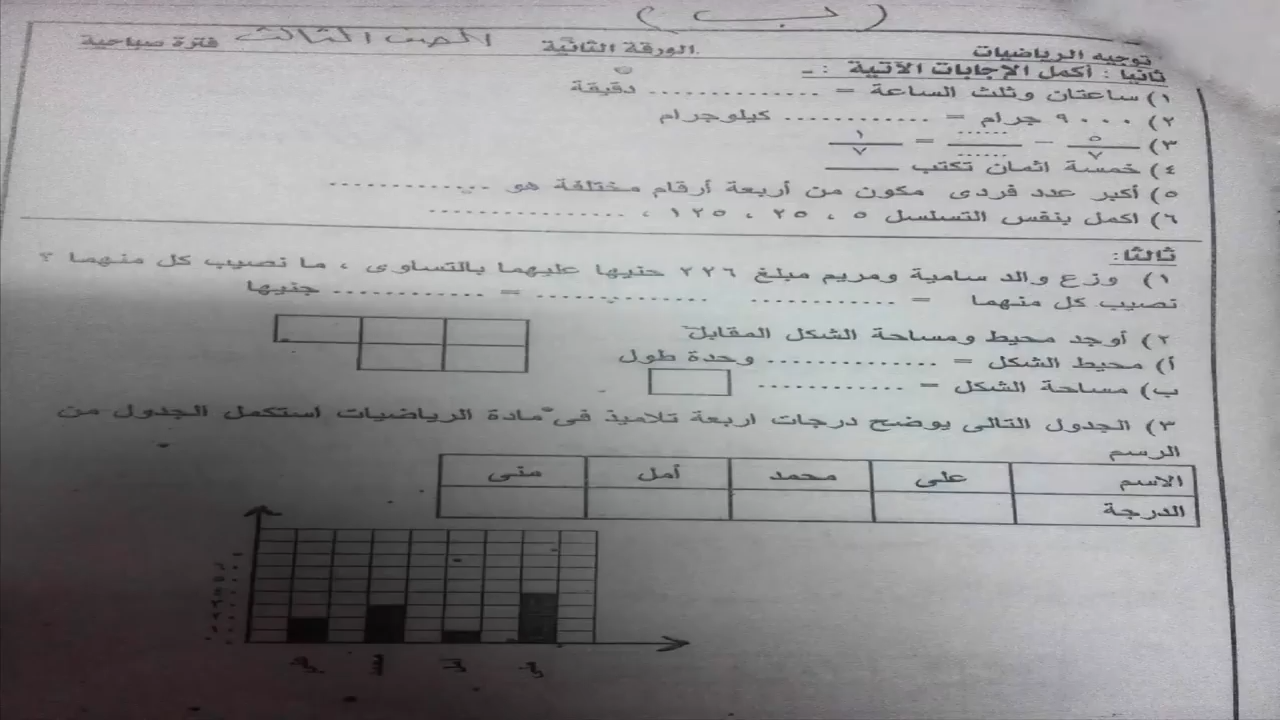 ( ب )
توجيه الرياضيات الورقة الثانية الصف الثالث فترة صباحية
ثانيا : أكمل الإجابات الآتية : ـ
١) ساعتان وثلث الساعة = ............... دقيقة
٢) ٩٠٠٠ جرام = ............. كيلوجرام
٣) ٥/٧ − ....../...... = ١/٧
٤) خمسة اثمان تكتب ____
٥) أكبر عدد فردى مكون من أربعة أرقام مختلفة هو ................
٦) اكمل بنفس التسلسل ٥ ، ٢٥ ، ١٢٥ ، ....................
ثالثا:
١) وزع والد سامية ومريم مبلغ ٢٢٦ جنيها عليهما بالتساوى ، ما نصيب كل منهما ؟
نصيب كل منهما = ............. ............... = ............. جنيها
٢) أوجد محيط ومساحة الشكل المقابل
أ) محيط الشكل = ............... وحدة طول
ب) مساحة الشكل = .............
٣) الجدول التالى يوضح درجات اربعة تلاميذ فى مادة الرياضيات استكمل الجدول من
الرسم
الاسم على محمد أمل منى
الدرجة